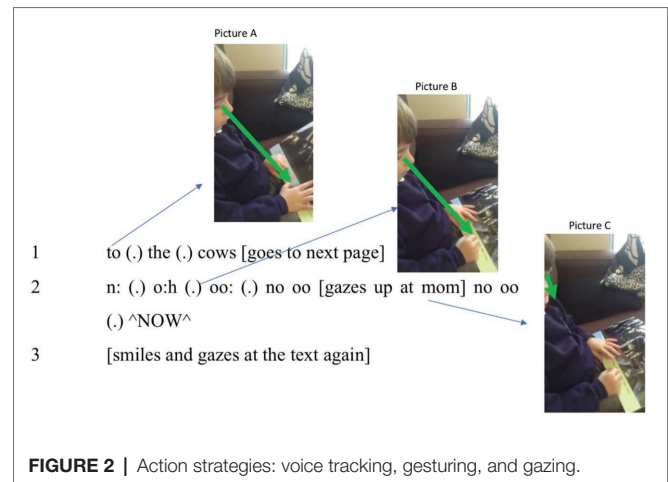 Picture A
Picture B
Picture C
1 to (.) the (.) cows [goes to next page]
2 n: (.) o:h (.) oo: (.) no oo [gazes up at mom] no oo
(.) ^NOW^
3 [smiles and gazes at the text again]
FIGURE 2 | Action strategies: voice tracking, gesturing, and gazing.